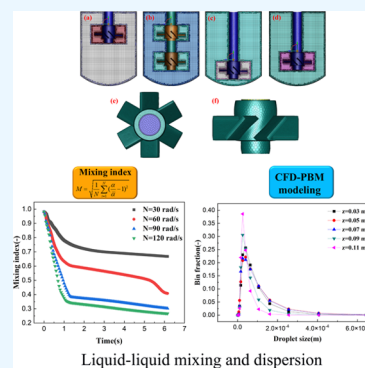 (a)
(b)
(c)
(d)
(e)
(f)
Mixing index
CFD-PBM
modeling
N=30 rad/s
N=60 rad/s
N=90 rad/s
N=120 rad/s
Mixing index(-)
1.0
0.9
0.8
0.7
0.6
0.5
0.4
0.3
0.2
0 1 2 3 4 5 6 7
Time(s)
ε=0.03 m
ε=0.05 m
ε=0.07 m
ε=0.09 m
ε=0.11 m
Bin fraction(-)
0.40
0.35
0.30
0.25
0.20
0.15
0.10
0.05
0.00
0.0 2.0×10⁻⁴ 4.0×10⁻⁴
Droplet size(m)
Liquid-liquid mixing and dispersion